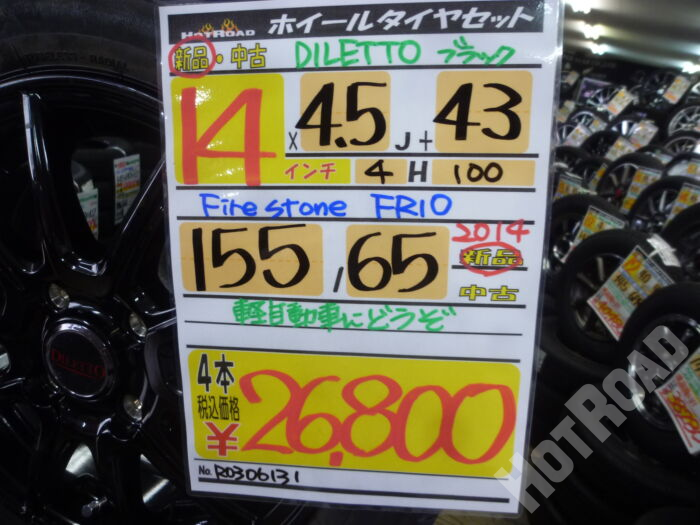 HOTROAD ホイールタイヤセット
新品・中古 DILETTO ブラック
14 × 4.5 J + 43
インチ 4 H 100
Firestone FR10
155 / 65 2014 新品
中古
軽自動車にどうぞ
4本
税込価格
¥26,800
No. R0306131
DILETTO
HOTROAD